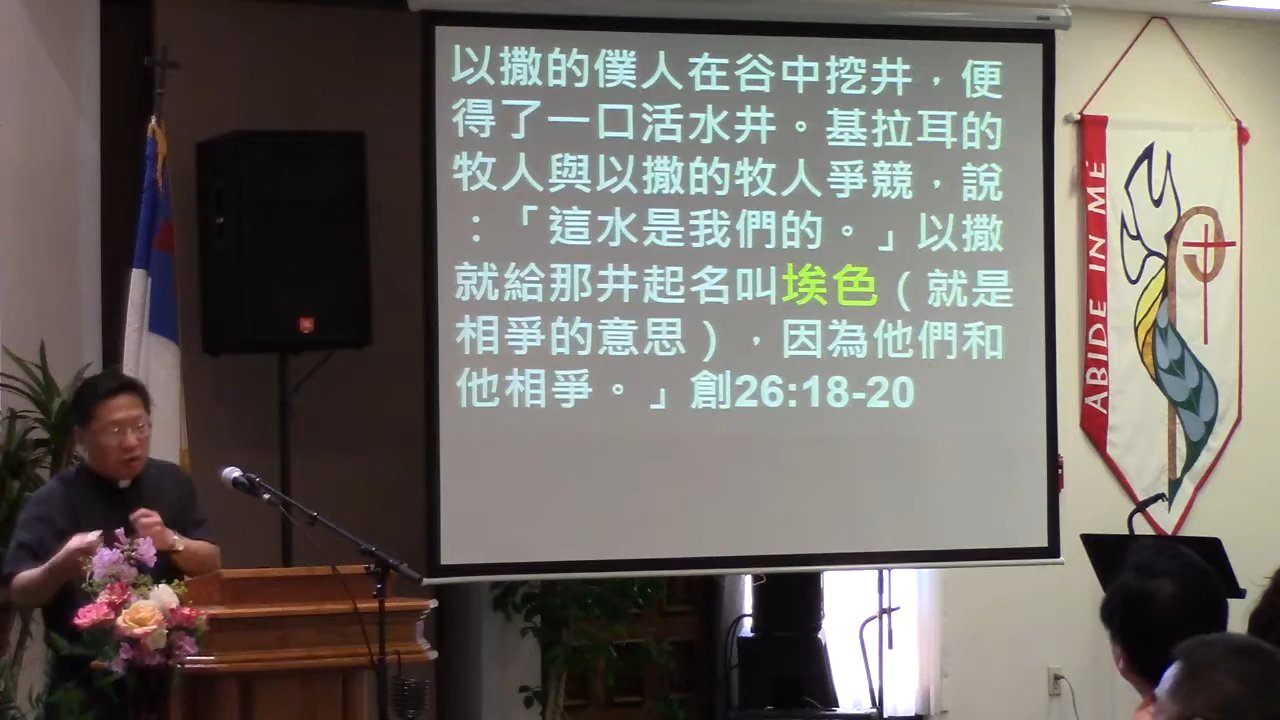 以撒的僕人在谷中挖井，便
得了一口活水井。基拉耳的
牧人與以撒的牧人爭競，說
：「這水是我們的。」以撒
就給那井起名叫埃色（就是
相爭的意思），因為他們和
他相爭。」創26:18-20
ABIDE IN ME